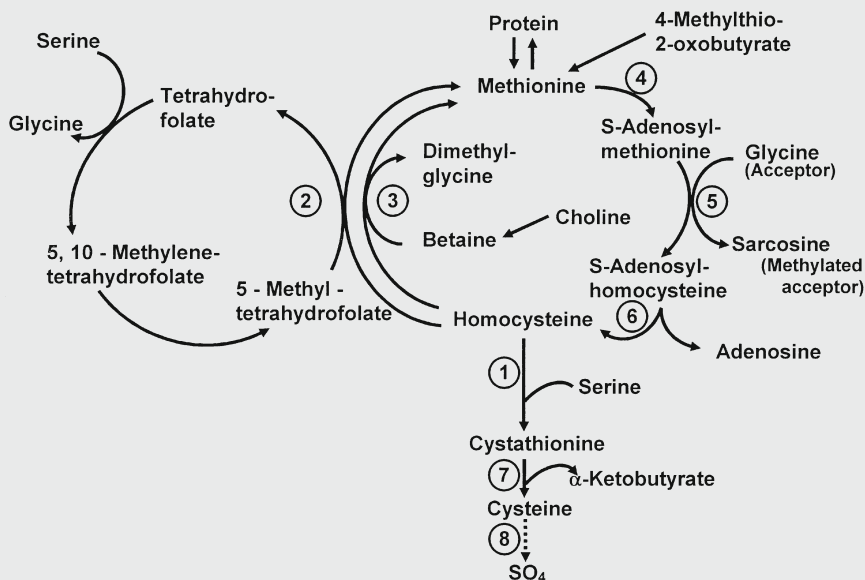 Protein
4-Methylthio-
2-oxobutyrate
Serine
Methionine
4
Glycine
Tetrahydro-
folate
S-Adenosyl-
methionine
Dimethyl-
glycine
Glycine
(Acceptor)
2
3
5
Choline
Betaine
Sarcosine
(Methylated
acceptor)
5, 10 - Methylene-
tetrahydrofolate
S-Adenosyl-
homocysteine
5 - Methyl -
tetrahydrofolate
Homocysteine
6
Adenosine
1
Serine
Cystathionine
7
α-Ketobutyrate
Cysteine
8
SO₄